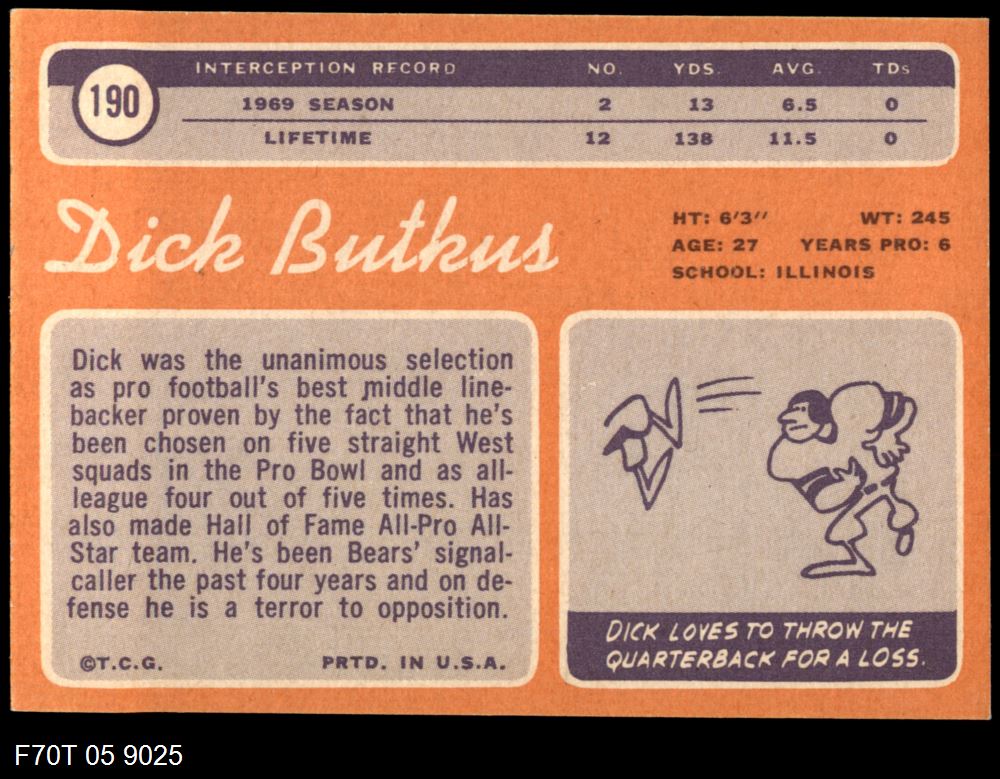 190
INTERCEPTION RECORD NO. YDS. AVG. TDs
1969 SEASON 2 13 6.5 0
LIFETIME 12 138 11.5 0
Dick Butkus
HT: 6'3" WT: 245
AGE: 27 YEARS PRO: 6
SCHOOL: ILLINOIS
Dick was the unanimous selection
as pro football's best middle line-
backer proven by the fact that he's
been chosen on five straight West
squads in the Pro Bowl and as all-
league four out of five times. Has
also made Hall of Fame All-Pro All-
Star team. He's been Bears' signal-
caller the past four years and on de-
fense he is a terror to opposition.
©T.C.G. PRTD. IN U.S.A.
DICK LOVES TO THROW THE
QUARTERBACK FOR A LOSS.
F70T 05 9025